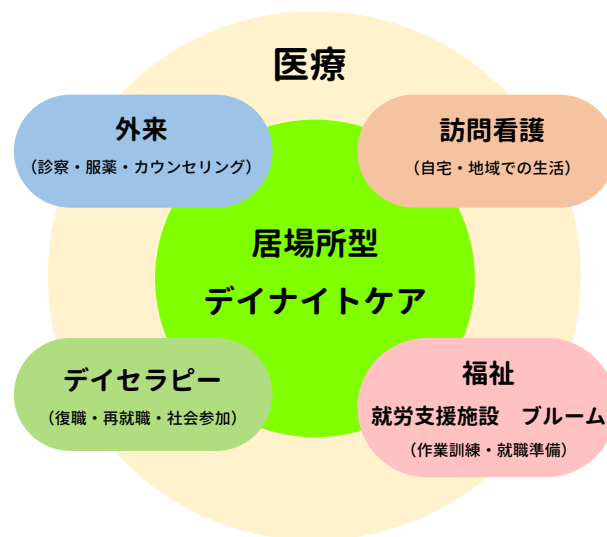 医療
外来
（診察・服薬・カウンセリング）
訪問看護
（自宅・地域での生活）
居場所型
デイナイトケア
デイセラピー
（復職・再就職・社会参加）
福祉
就労支援施設　ブルーム
（作業訓練・就職準備）